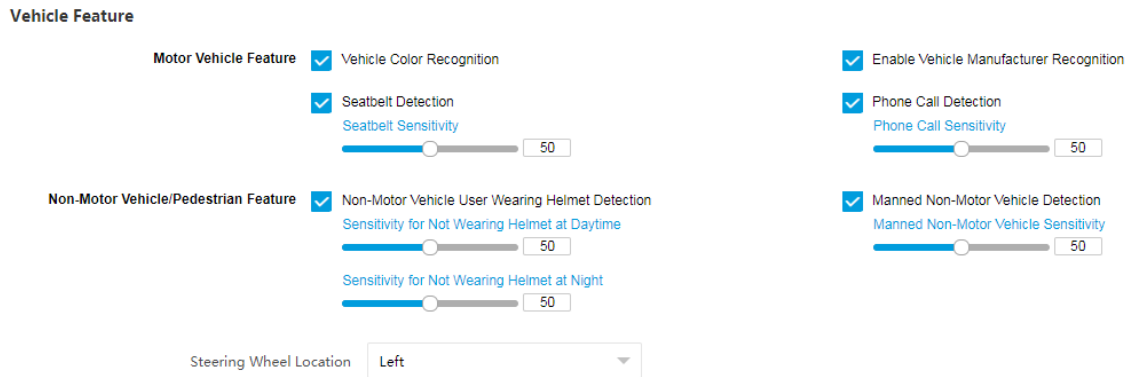 Vehicle Feature
Motor Vehicle Feature Vehicle Color Recognition Enable Vehicle Manufacturer Recognition
Seatbelt Detection Phone Call Detection
Seatbelt Sensitivity Phone Call Sensitivity
50 50
Non-Motor Vehicle/Pedestrian Feature Non-Motor Vehicle User Wearing Helmet Detection Manned Non-Motor Vehicle Detection
Sensitivity for Not Wearing Helmet at Daytime Manned Non-Motor Vehicle Sensitivity
50 50
Sensitivity for Not Wearing Helmet at Night
50
Steering Wheel Location Left